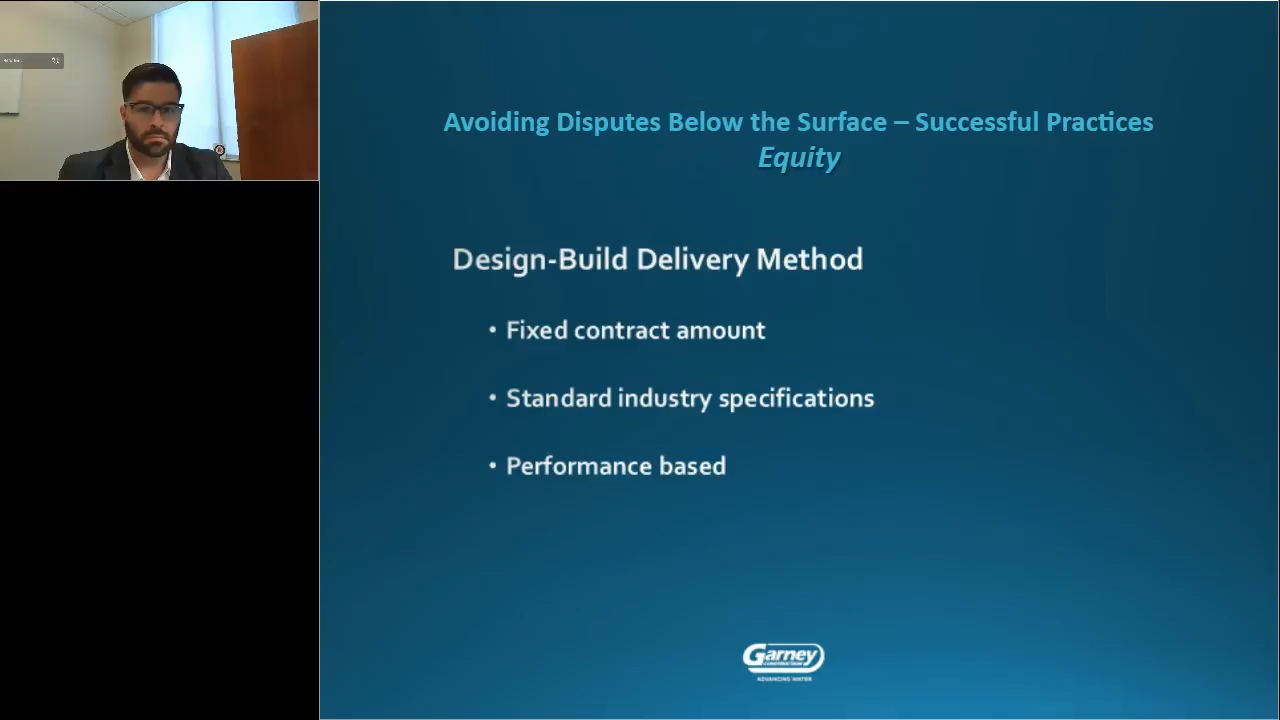 Avoiding Disputes Below the Surface – Successful Practices
Equity
Design-Build Delivery Method
• Fixed contract amount
• Standard industry specifications
• Performance based
Garney
CONSTRUCTION
ADVANCING WATER